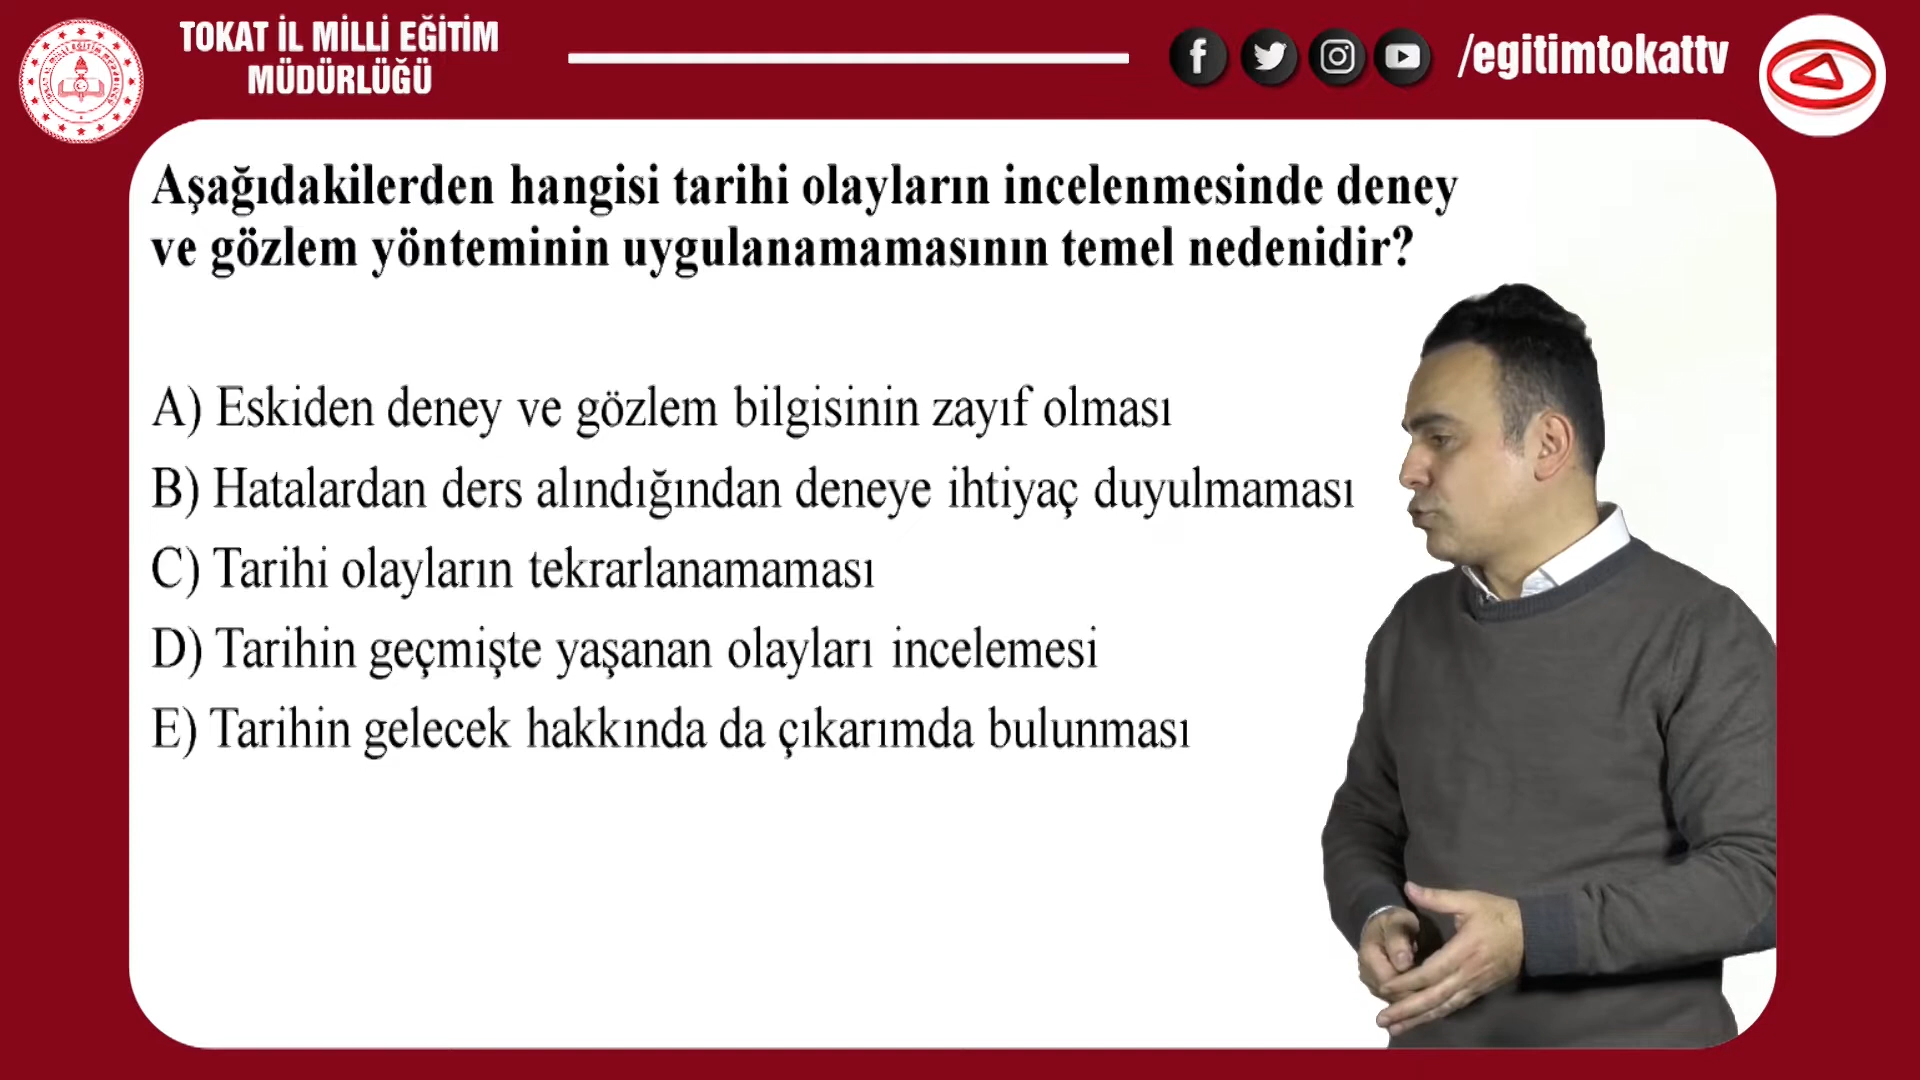 TOKAT İL MİLLİ EĞİTİM
MÜDÜRLÜĞÜ
/egitimtokattv
Aşağıdakilerden hangisi tarihi olayların incelenmesinde deney
ve gözlem yönteminin uygulanamamasının temel nedenidir?
A) Eskiden deney ve gözlem bilgisinin zayıf olması
B) Hatalardan ders alındığından deneye ihtiyaç duyulmaması
C) Tarihi olayların tekrarlanamaması
D) Tarihin geçmişte yaşanan olayları incelemesi
E) Tarihin gelecek hakkında da çıkarımda bulunması